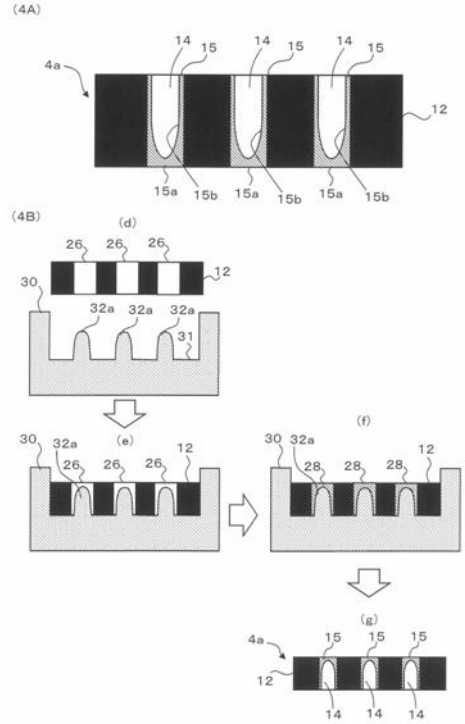 (4A)
14 15 14 15 14 15
4a
12
15a 15b 15a 15b 15a 15b
(4B)
(d)
26 26 26
12
30
32a 32a 32a
31
(e)
30 32a 26 26 26 12
(f)
30 32a 28 28 28 12
(g)
4a 15 15 15
12
14 14 14